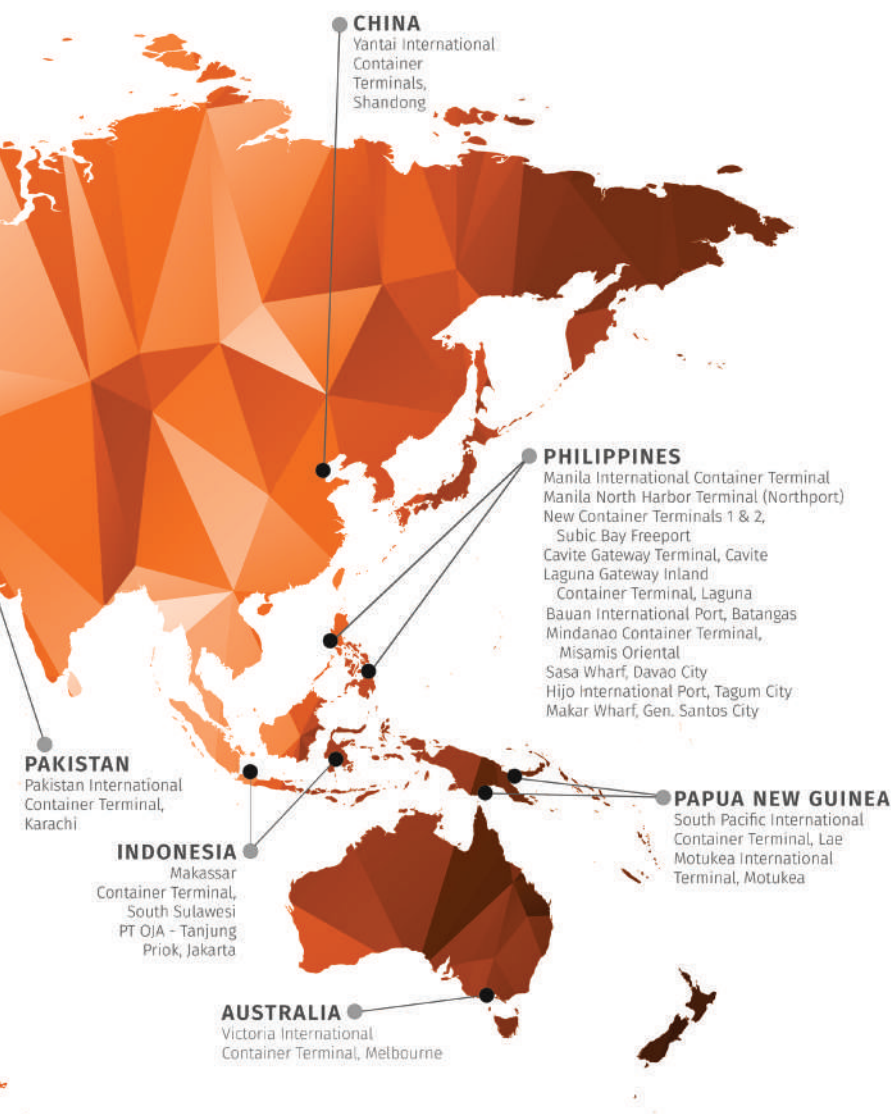 CHINA
Yantai International
Container
Terminals,
Shandong
PHILIPPINES
Manila International Container Terminal
Manila North Harbor Terminal (Northport)
New Container Terminals 1 & 2,
Subic Bay Freeport
Cavite Gateway Terminal, Cavite
Laguna Gateway Inland
Container Terminal, Laguna
Bauan International Port, Batangas
Mindanao Container Terminal,
Misamis Oriental
Sasa Wharf, Davao City
Hijo International Port, Tagum City
Makar Wharf, Gen. Santos City
PAKISTAN
Pakistan International
Container Terminal,
Karachi
PAPUA NEW GUINEA
South Pacific International
Container Terminal, Lae
Motukea International
Terminal, Motukea
INDONESIA
Makassar
Container Terminal,
South Sulawesi
PT OJA - Tanjung
Priok, Jakarta
AUSTRALIA
Victoria International
Container Terminal, Melbourne